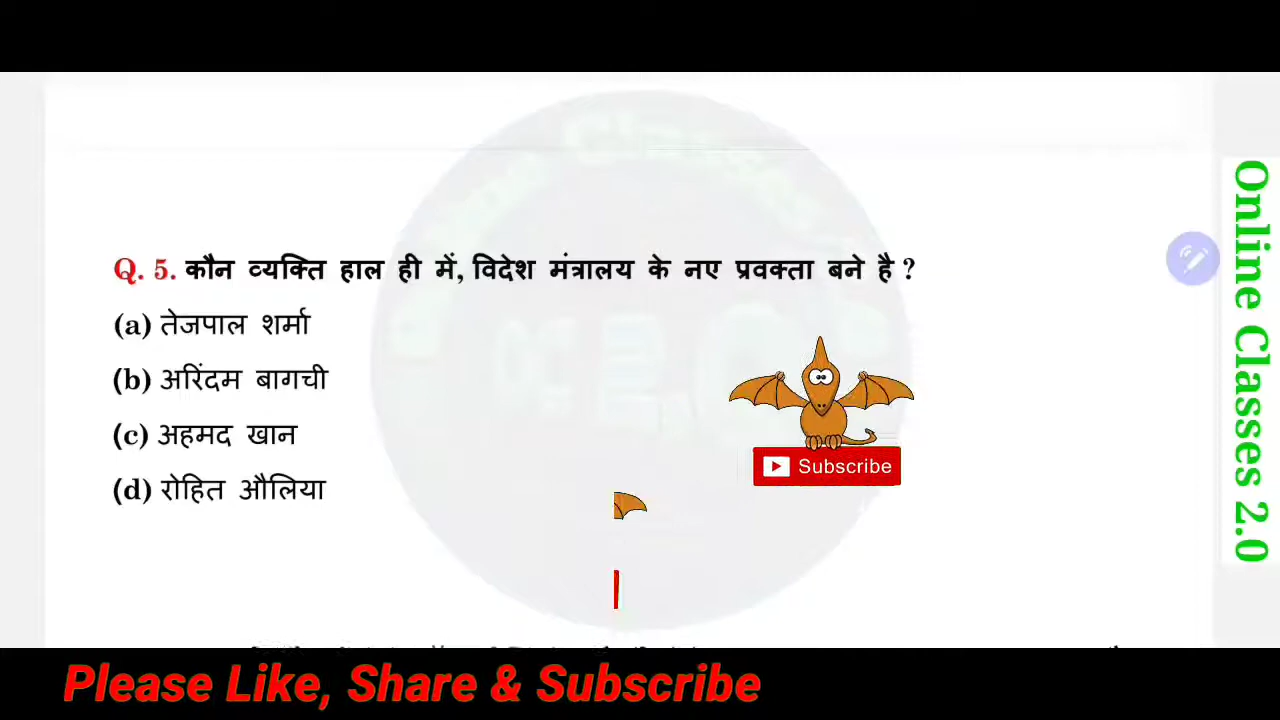 Q. 5. कौन व्यक्ति हाल ही में, विदेश मंत्रालय के नए प्रवक्ता बने है ?
(a) तेजपाल शर्मा
(b) अरिंदम बागची
(c) अहमद खान
(d) रोहित औलिया
Subscribe
Online Classes 2.0
Please Like, Share & Subscribe